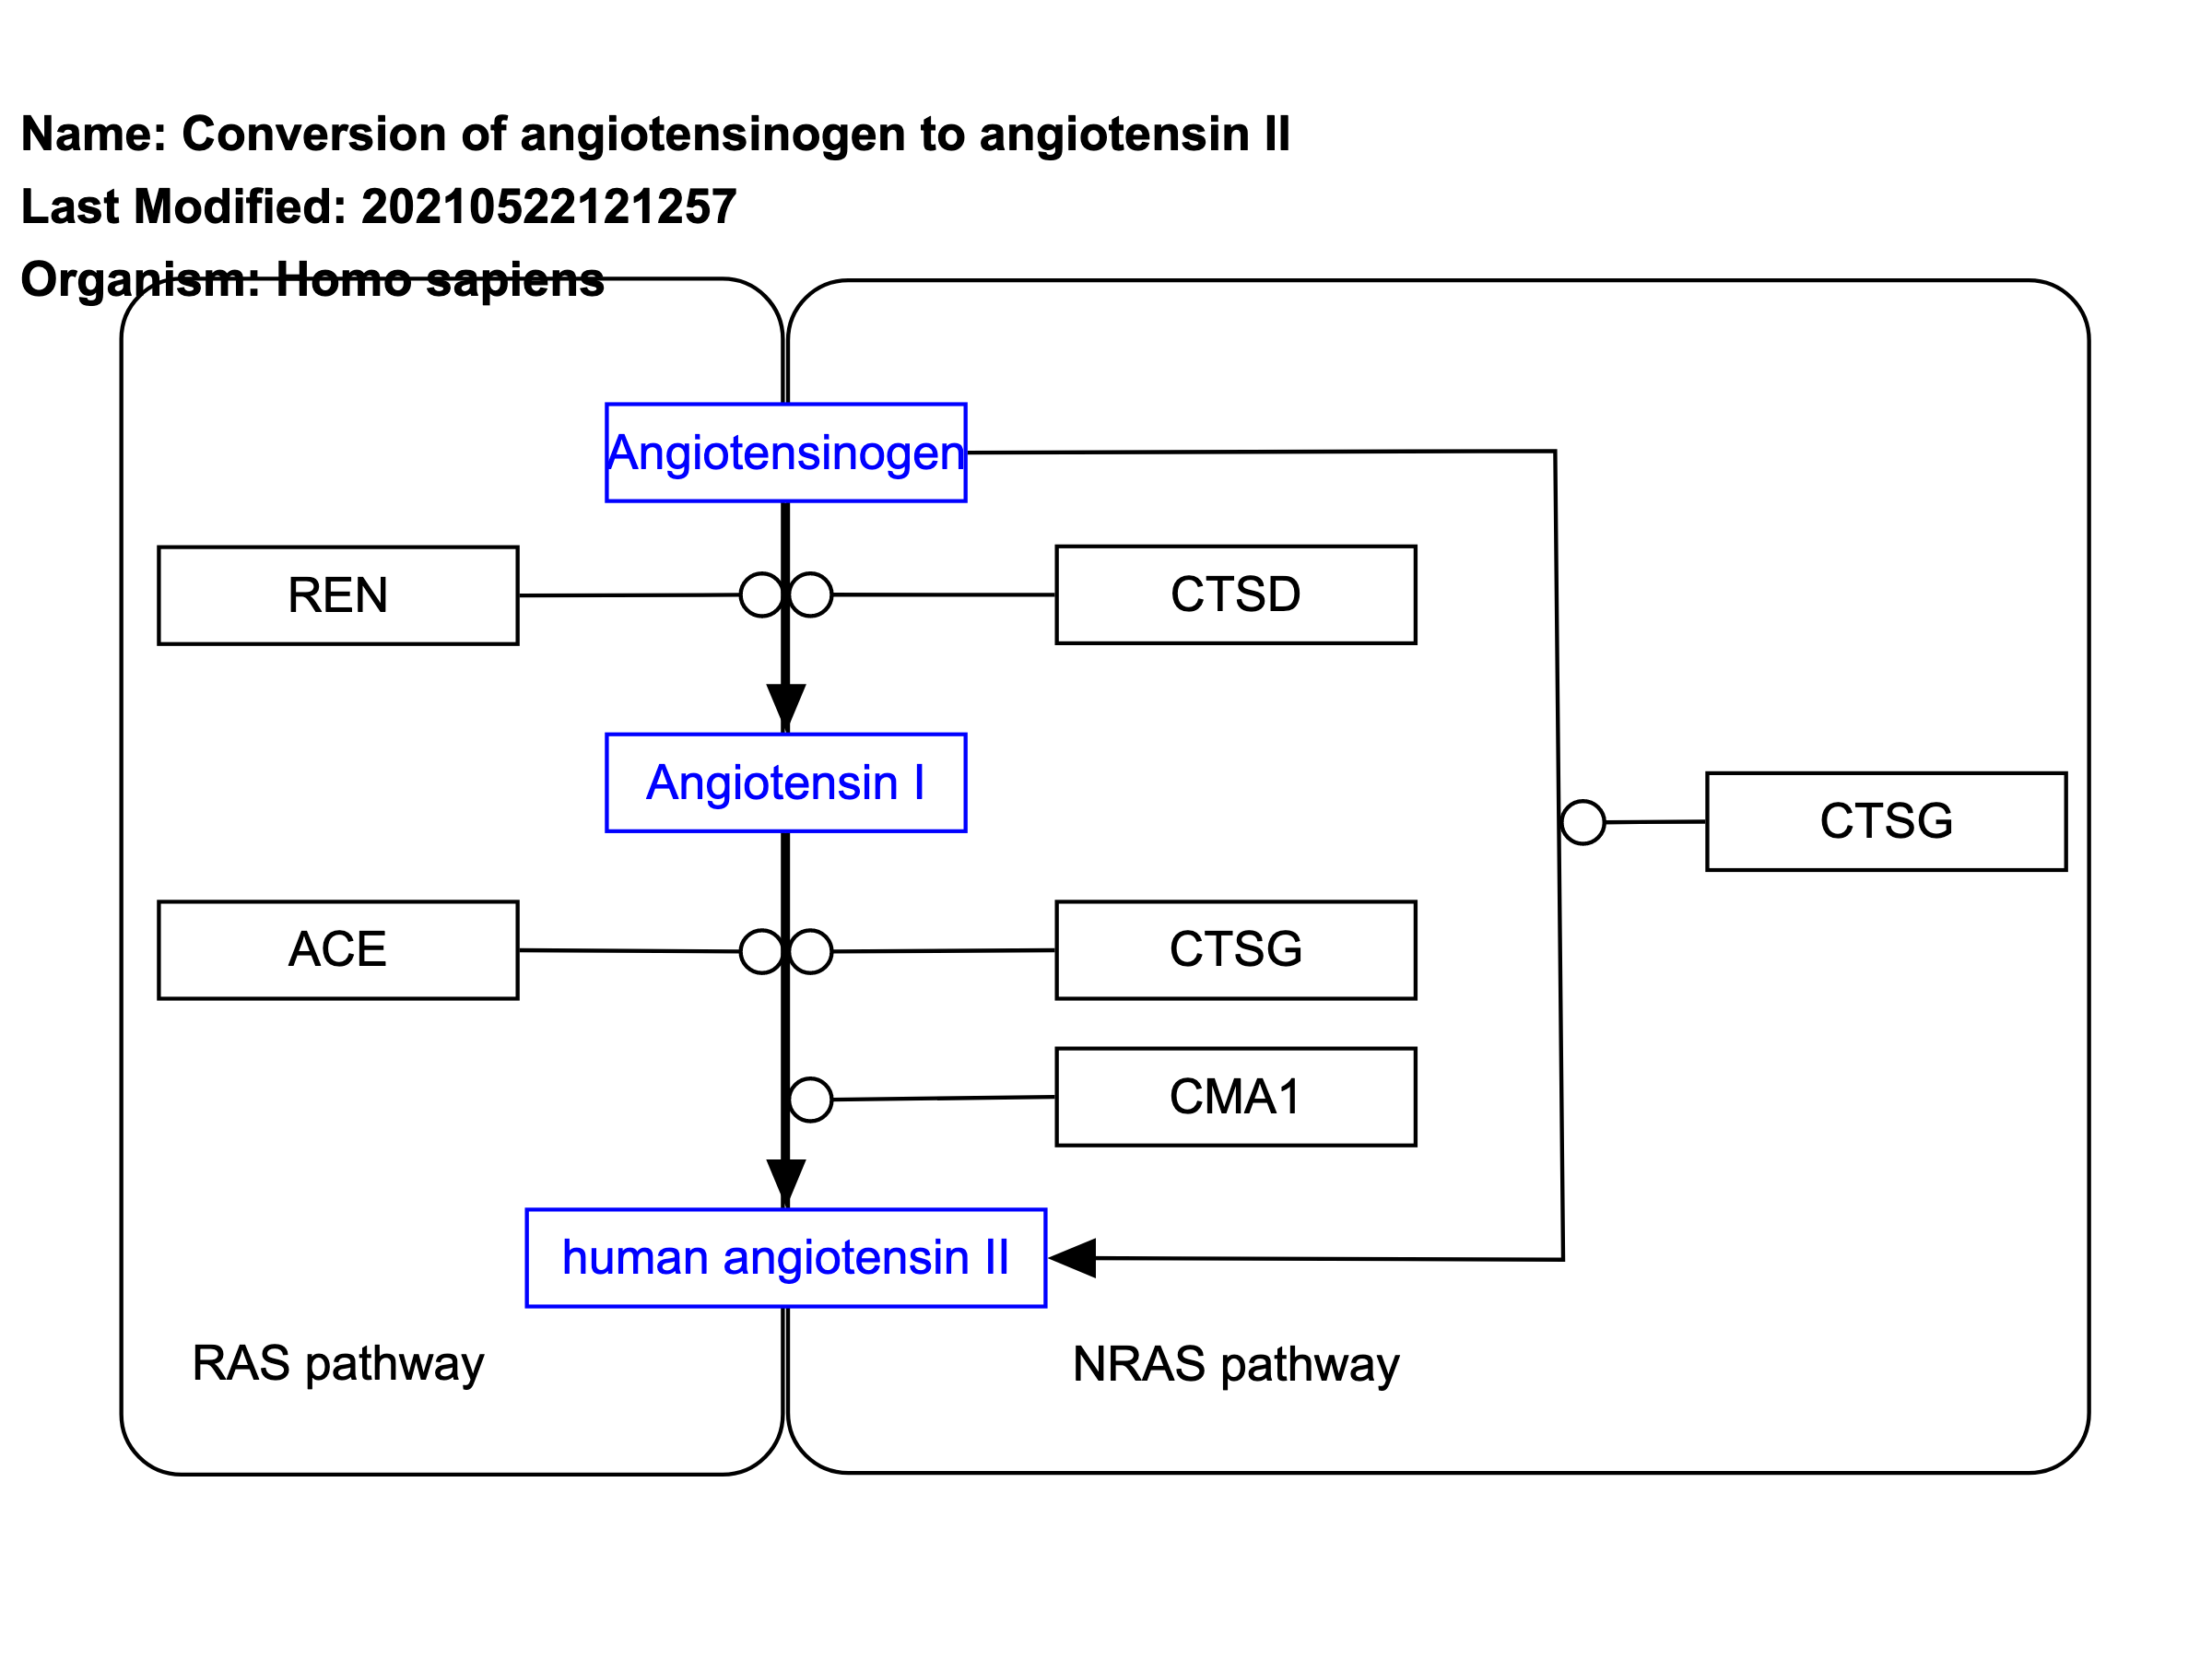 Name: Conversion of angiotensinogen to angiotensin II
Last Modified: 20210522121257
Organism: Homo sapiens
Angiotensinogen
REN
CTSD
Angiotensin I
CTSG
ACE
CTSG
CMA1
human angiotensin II
RAS pathway
NRAS pathway